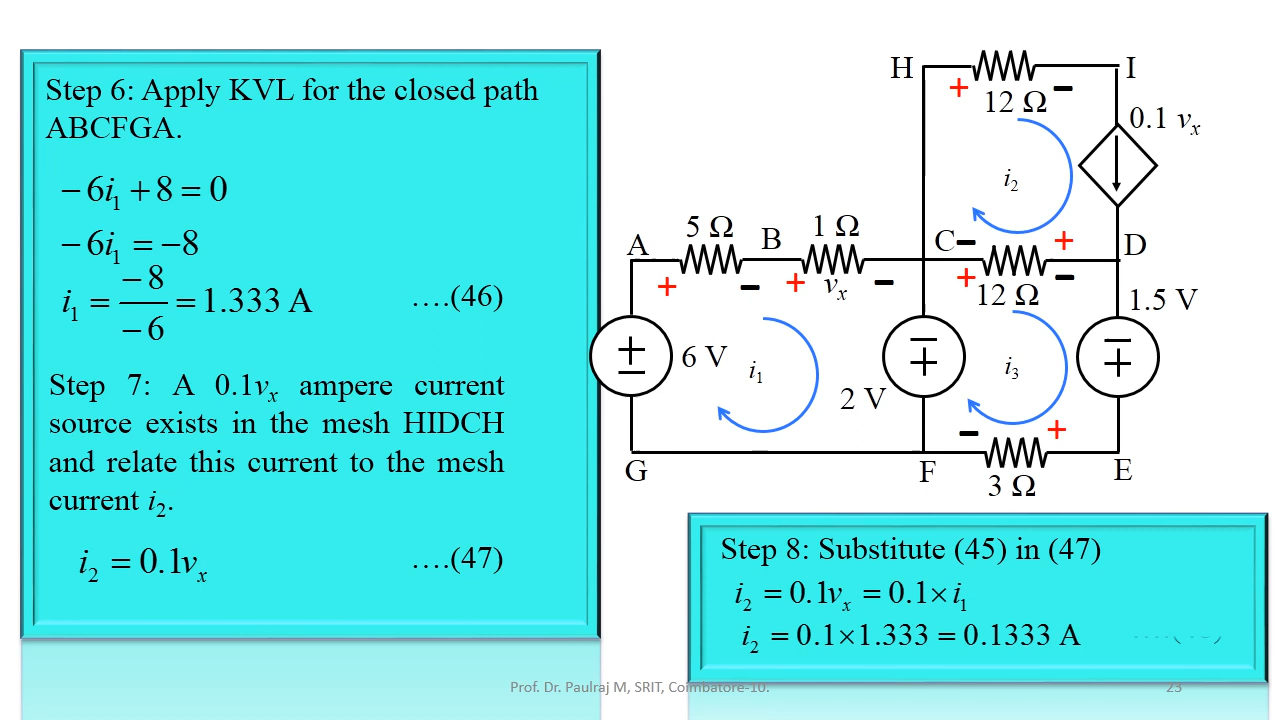 Step 6: Apply KVL for the closed path
ABCFGA.
− 6i₁ + 8 = 0
− 6i₁ = −8
i₁ = −8 / −6 = 1.333 A ….(46)
Step 7: A 0.1vₓ ampere current
source exists in the mesh HIDCH
and relate this current to the mesh
current i₂.
i₂ = 0.1vₓ ….(47)
H
+
12 Ω
−
I
0.1 vₓ
i₂
A
+
5 Ω
−
B
+
1 Ω
vₓ
−
C
−
+
12 Ω
+
−
D
1.5 V
6 V
i₁
2 V
i₃
G
F
−
3 Ω
+
E
Step 8: Substitute (45) in (47)
i₂ = 0.1vₓ = 0.1× i₁
i₂ = 0.1×1.333 = 0.1333 A
Prof. Dr. Paulraj M, SRIT, Coimbatore-10.
23